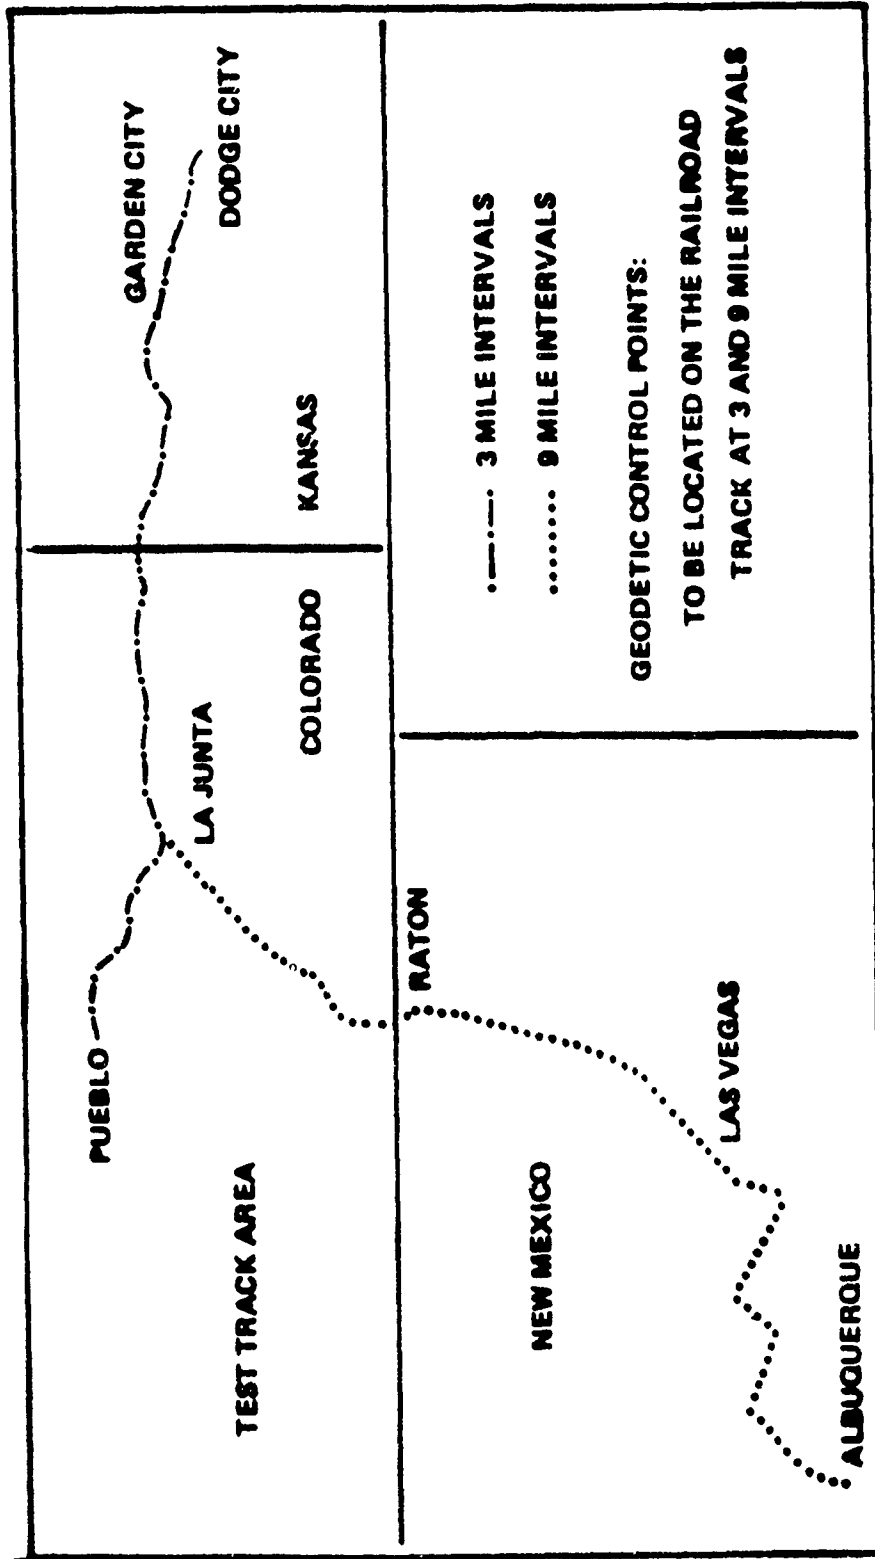 PUEBLO
GARDEN CITY
DODGE CITY
LA JUNTA
TEST TRACK AREA
COLORADO
KANSAS
RATON
NEW MEXICO
LAS VEGAS
ALBUQUERQUE
3 MILE INTERVALS
9 MILE INTERVALS
GEODETIC CONTROL POINTS:
TO BE LOCATED ON THE RAILROAD
TRACK AT 3 AND 9 MILE INTERVALS